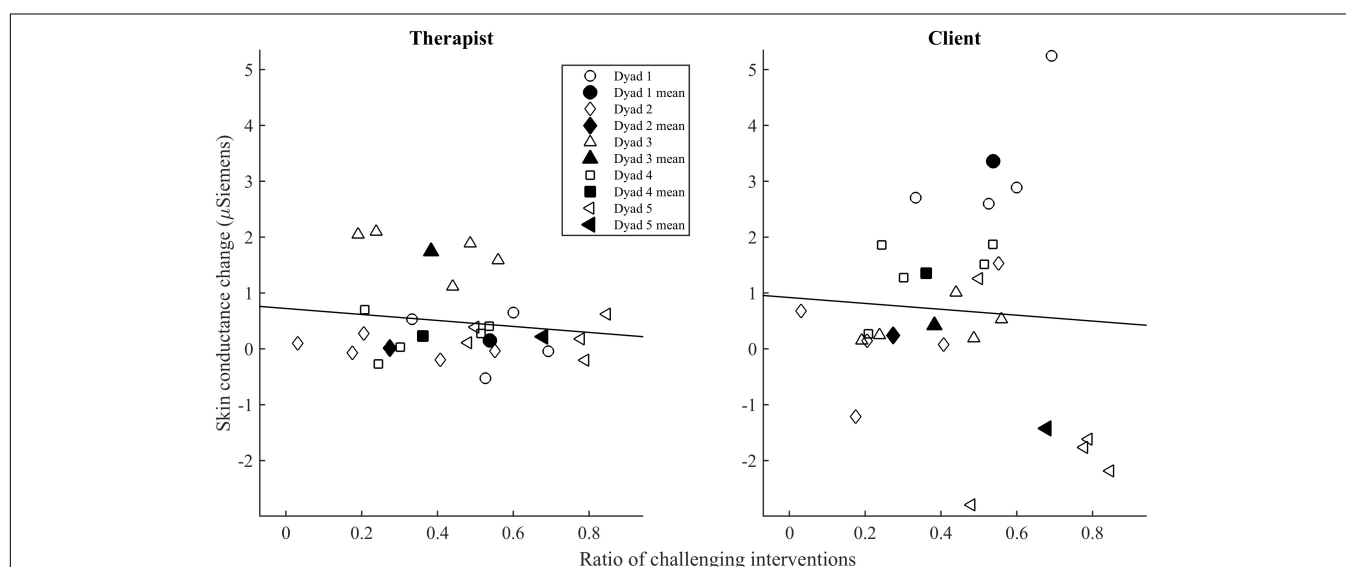 Therapist
Client
Skin conductance change (μSiemens)
5
4
3
2
1
0
-1
-2
0 0.2 0.4 0.6 0.8
Dyad 1
Dyad 1 mean
Dyad 2
Dyad 2 mean
Dyad 3
Dyad 3 mean
Dyad 4
Dyad 4 mean
Dyad 5
Dyad 5 mean
5
4
3
2
1
0
-1
-2
0 0.2 0.4 0.6 0.8
Ratio of challenging interventions